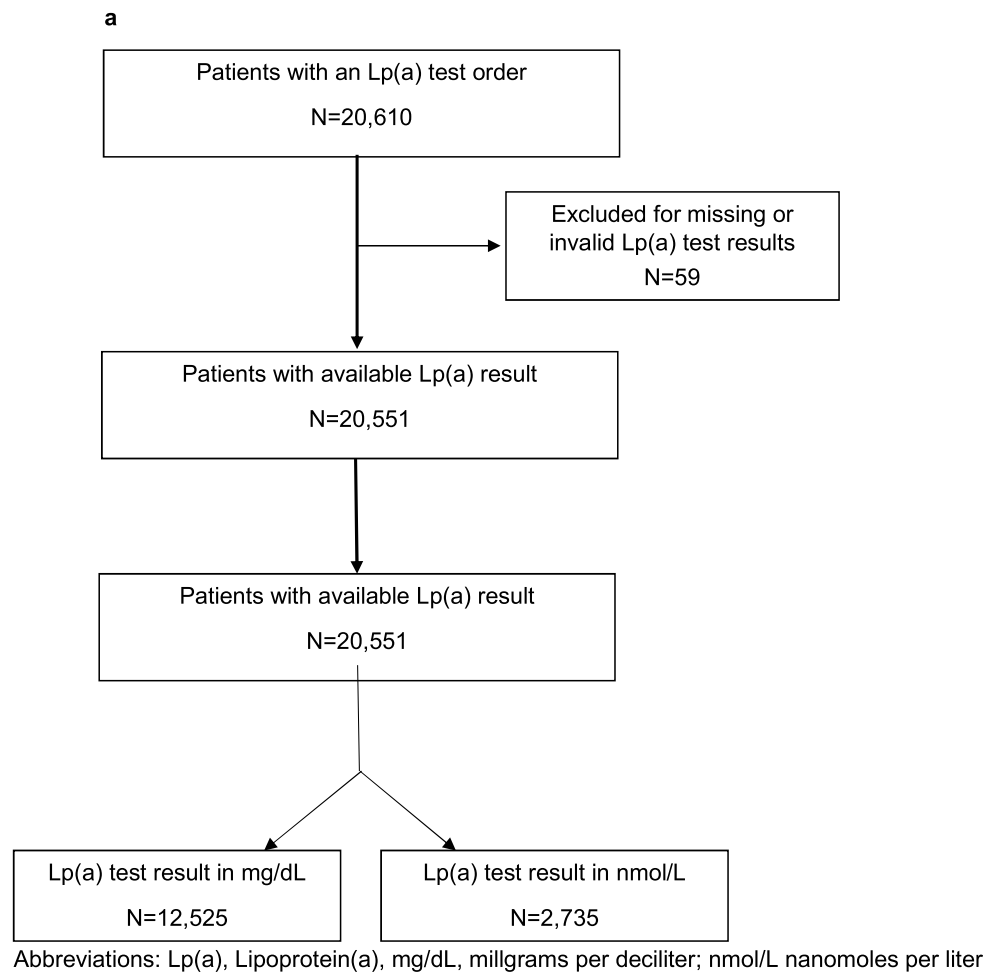 a
Patients with an Lp(a) test order
N=20,610
Excluded for missing or
invalid Lp(a) test results
N=59
Patients with available Lp(a) result
N=20,551
Patients with available Lp(a) result
N=20,551
Lp(a) test result in mg/dL
N=12,525
Lp(a) test result in nmol/L
N=2,735
Abbreviations: Lp(a), Lipoprotein(a), mg/dL, millgrams per deciliter; nmol/L nanomoles per liter